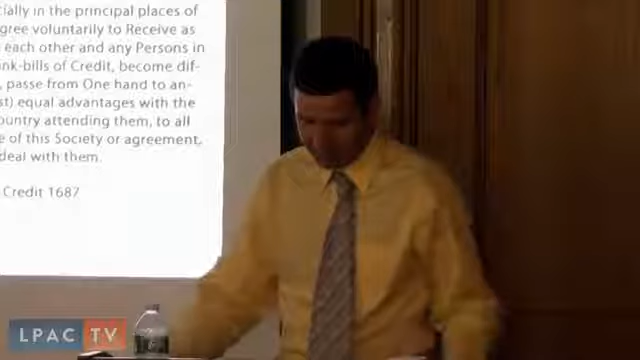 ially in the principal places of
gree voluntarily to Receive as
each other and any Persons in
nk-bills of Credit, become dif-
, passe from One hand to an-
st) equal advantages with the
ountry attending them, to all
e of this Society or agreement,
deal with them.
Credit 1687
LPAC TV